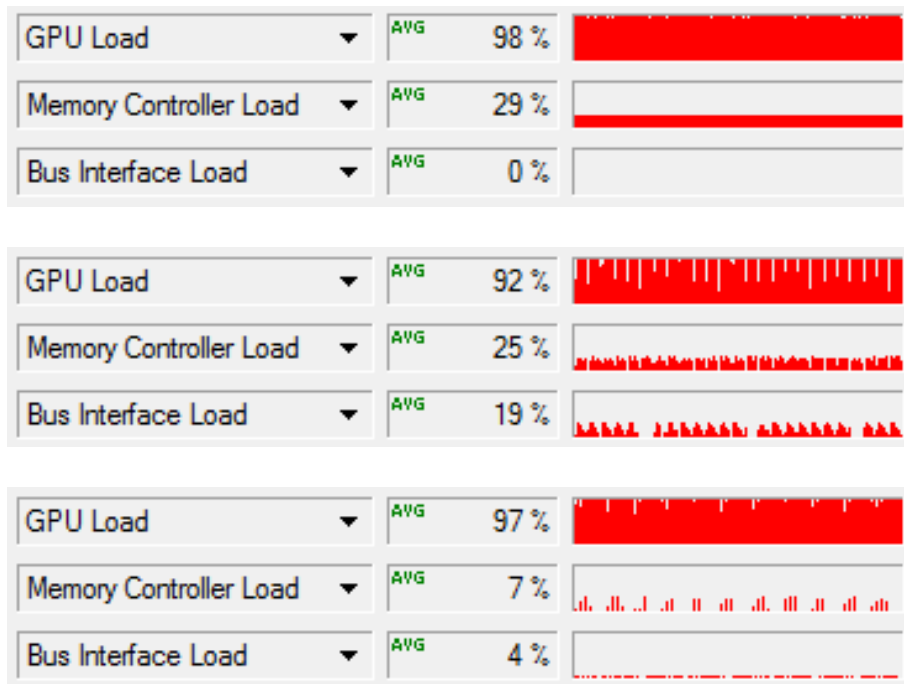 GPU Load AVG 98 %
Memory Controller Load AVG 29 %
Bus Interface Load AVG 0 %
GPU Load AVG 92 %
Memory Controller Load AVG 25 %
Bus Interface Load AVG 19 %
GPU Load AVG 97 %
Memory Controller Load AVG 7 %
Bus Interface Load AVG 4 %